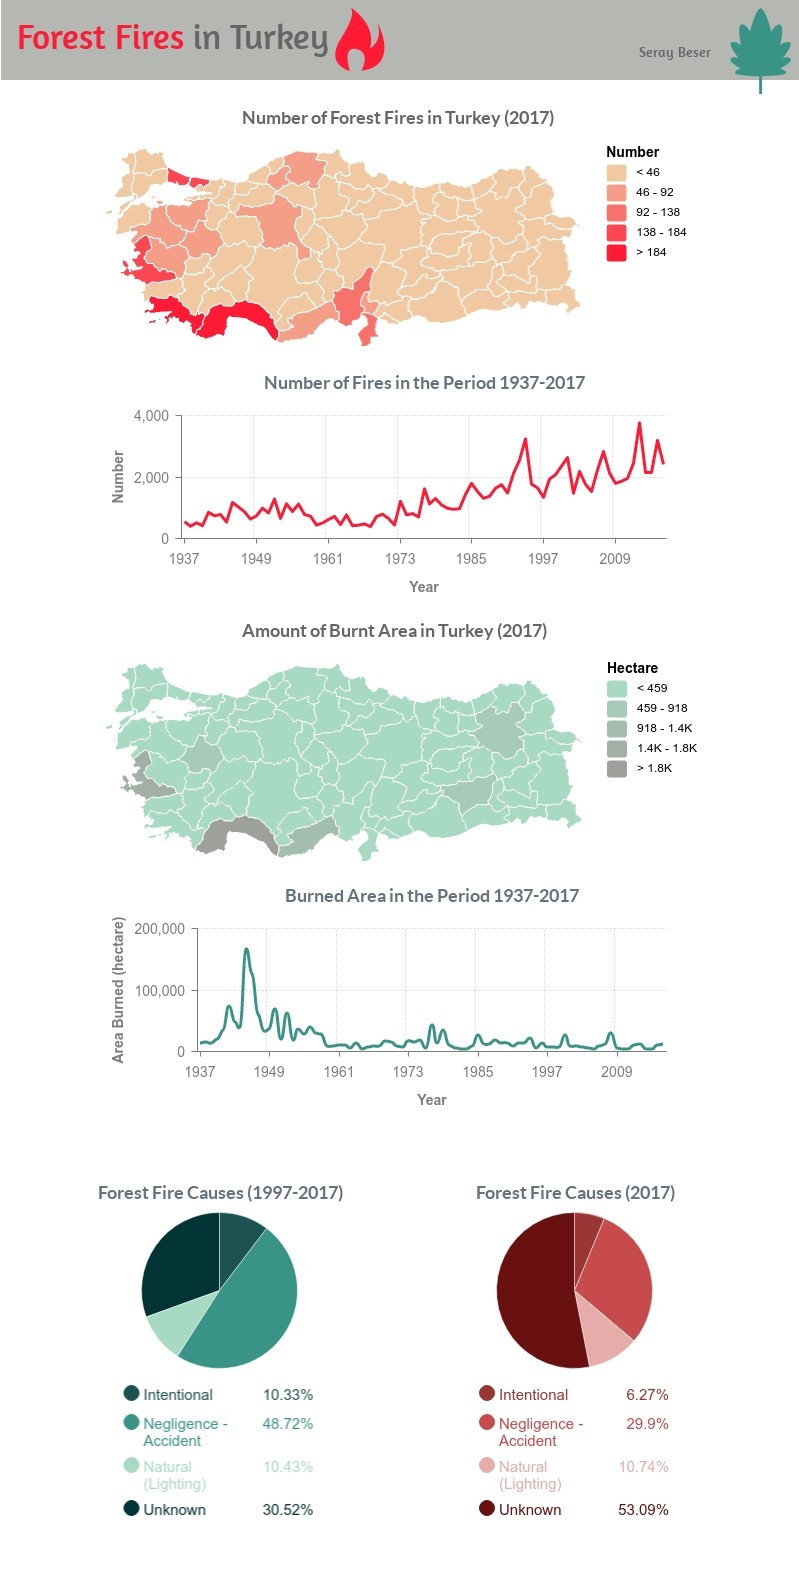 Forest Fires in Turkey
Seray Beser
Number of Forest Fires in Turkey (2017)
Number
< 46
46 - 92
92 - 138
138 - 184
> 184
Number of Fires in the Period 1937-2017
Number
4,000
2,000
0
1937 1949 1961 1973 1985 1997 2009
Year
Amount of Burnt Area in Turkey (2017)
Hectare
< 459
459 - 918
918 - 1.4K
1.4K - 1.8K
> 1.8K
Burned Area in the Period 1937-2017
Area Burned (hectare)
200,000
100,000
0
1937 1949 1961 1973 1985 1997 2009
Year
Forest Fire Causes (1997-2017)
Intentional 10.33%
Negligence - 48.72%
Accident
Natural 10.43%
(Lighting)
Unknown 30.52%
Forest Fire Causes (2017)
Intentional 6.27%
Negligence - 29.9%
Accident
Natural 10.74%
(Lighting)
Unknown 53.09%